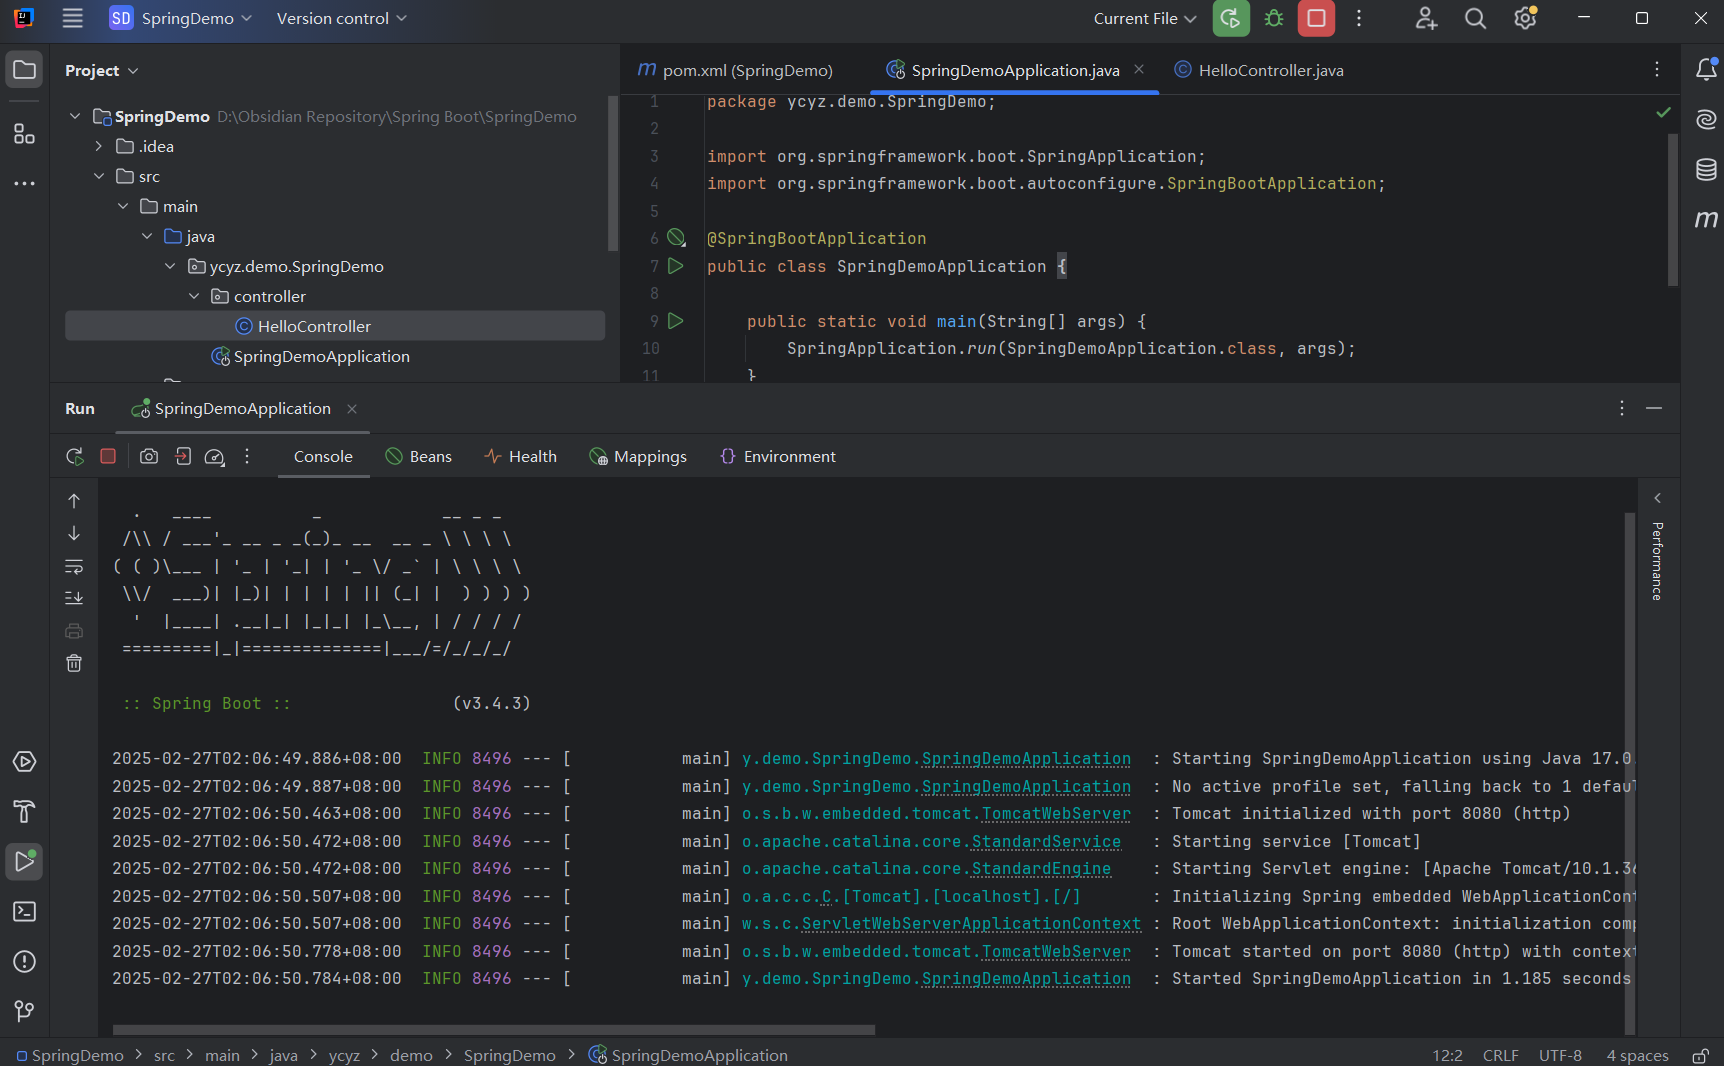 SD SpringDemo Version control Current File
Project
SpringDemo D:\Obsidian Repository\Spring Boot\SpringDemo
.idea
src
main
java
ycyz.demo.SpringDemo
controller
HelloController
SpringDemoApplication
m pom.xml (SpringDemo) SpringDemoApplication.java HelloController.java
1 package ycyz.demo.SpringDemo;
2
3 import org.springframework.boot.SpringApplication;
4 import org.springframework.boot.autoconfigure.SpringBootApplication;
5
6 @SpringBootApplication
7 public class SpringDemoApplication {
8
9     public static void main(String[] args) {
10         SpringApplication.run(SpringDemoApplication.class, args);
11     }
Run SpringDemoApplication
Console Beans Health Mappings Environment
Performance
  .   ____          _            __ _ _
 /\\ / ___'_ __ _ _(_)_ __  __ _ \ \ \ \
( ( )\___ | '_ | '_| | '_ \/ _` | \ \ \ \
 \\/  ___)| |_)| | | | | || (_| |  ) ) ) )
  '  |____| .__|_| |_|_| |_\__, | / / / /
 =========|_|==============|___/=/_/_/_/
 :: Spring Boot ::                (v3.4.3)
2025-02-27T02:06:49.886+08:00  INFO 8496 --- [           main] y.demo.SpringDemo.SpringDemoApplication  : Starting SpringDemoApplication using Java 17.0
2025-02-27T02:06:49.887+08:00  INFO 8496 --- [           main] y.demo.SpringDemo.SpringDemoApplication  : No active profile set, falling back to 1 defaul
2025-02-27T02:06:50.463+08:00  INFO 8496 --- [           main] o.s.b.w.embedded.tomcat.TomcatWebServer  : Tomcat initialized with port 8080 (http)
2025-02-27T02:06:50.472+08:00  INFO 8496 --- [           main] o.apache.catalina.core.StandardService   : Starting service [Tomcat]
2025-02-27T02:06:50.472+08:00  INFO 8496 --- [           main] o.apache.catalina.core.StandardEngine    : Starting Servlet engine: [Apache Tomcat/10.1.36
2025-02-27T02:06:50.507+08:00  INFO 8496 --- [           main] o.a.c.c.C.[Tomcat].[localhost].[/]       : Initializing Spring embedded WebApplicationCont
2025-02-27T02:06:50.507+08:00  INFO 8496 --- [           main] w.s.c.ServletWebServerApplicationContext : Root WebApplicationContext: initialization comp
2025-02-27T02:06:50.778+08:00  INFO 8496 --- [           main] o.s.b.w.embedded.tomcat.TomcatWebServer  : Tomcat started on port 8080 (http) with context
2025-02-27T02:06:50.784+08:00  INFO 8496 --- [           main] y.demo.SpringDemo.SpringDemoApplication  : Started SpringDemoApplication in 1.185 seconds
SpringDemo > src > main > java > ycyz > demo > SpringDemo > SpringDemoApplication 12:2 CRLF UTF-8 4 spaces